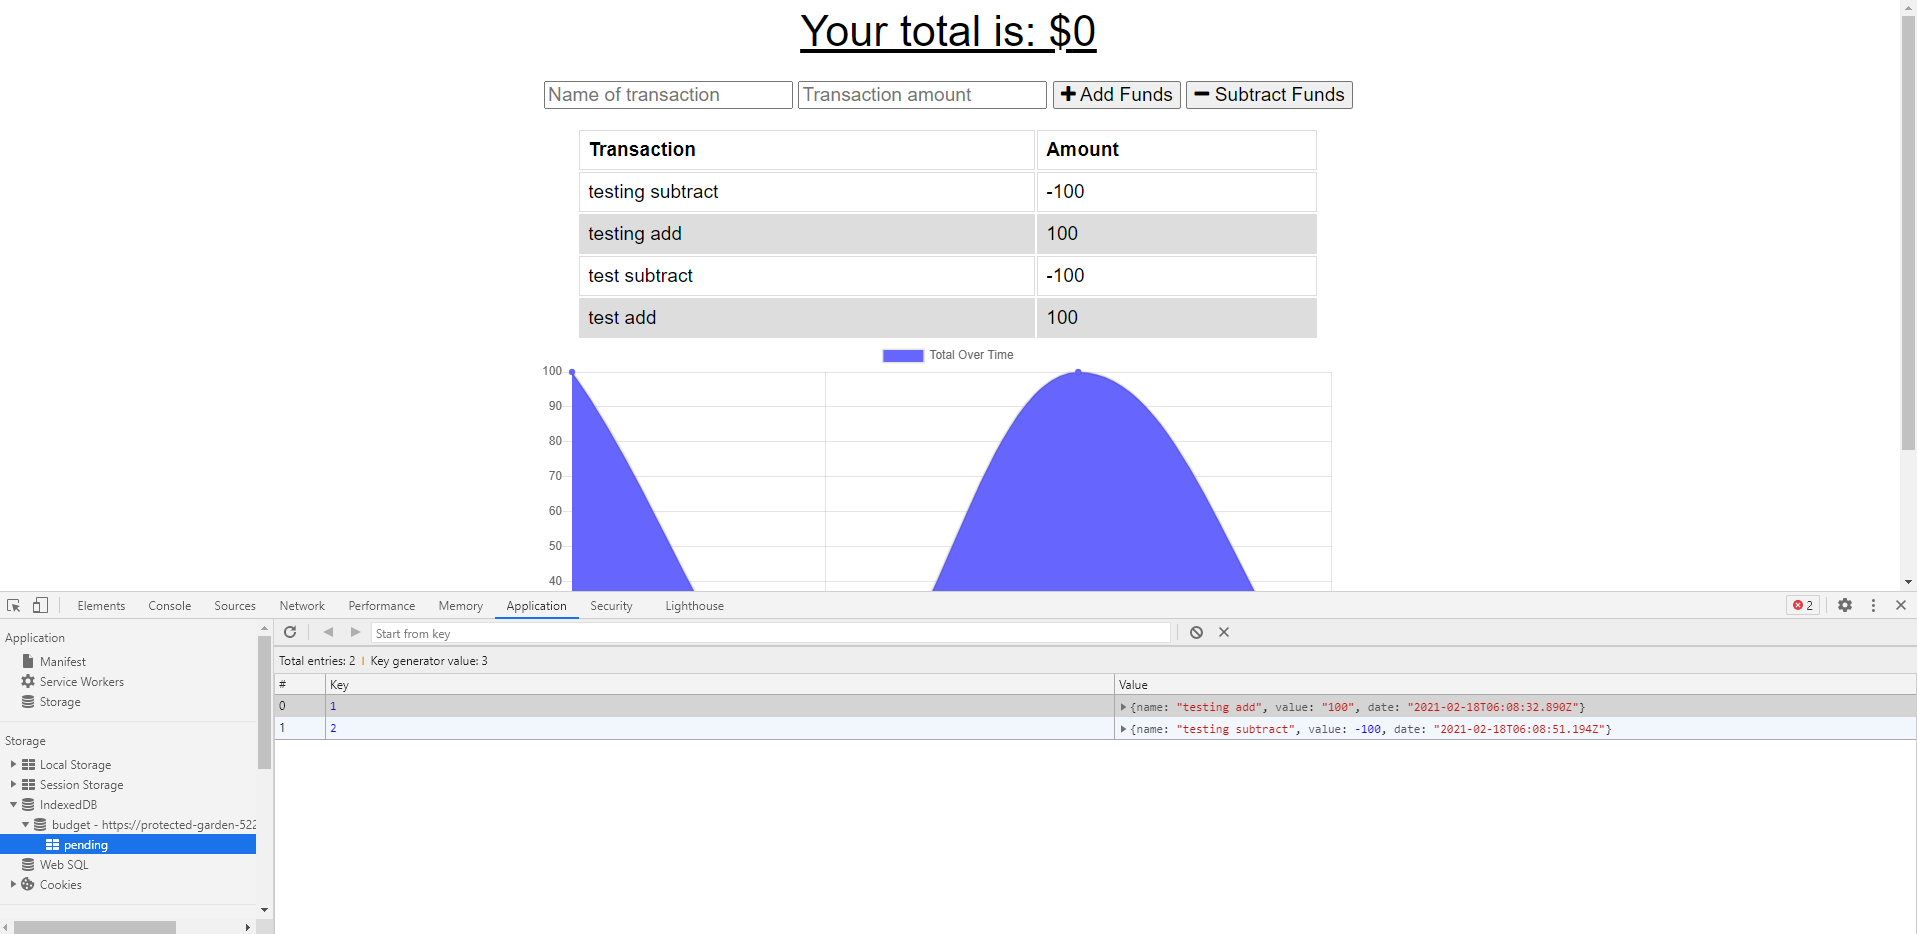 Your total is: $0
Name of transaction Transaction amount Add Funds Subtract Funds
Transaction Amount
testing subtract -100
testing add 100
test subtract -100
test add 100
Total Over Time
100
90
80
70
60
50
40
Elements Console Sources Network Performance Memory Application Security Lighthouse 2
Application
Manifest
Service Workers
Storage
Storage
Local Storage
Session Storage
IndexedDB
budget - https://protected-garden-522
pending
Web SQL
Cookies
Start from key
Total entries: 2 Key generator value: 3
# Key Value
0 1 {name: "testing add", value: "100", date: "2021-02-18T06:08:32.890Z"}
1 2 {name: "testing subtract", value: -100, date: "2021-02-18T06:08:51.194Z"}